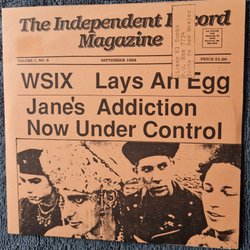 The Independent Record
Magazine
VOLUME 1, NO. 9
SEPTEMBER 1988
PRICE $1.00
WSIX Lays An Egg
Jane's Addiction
Now Under Control